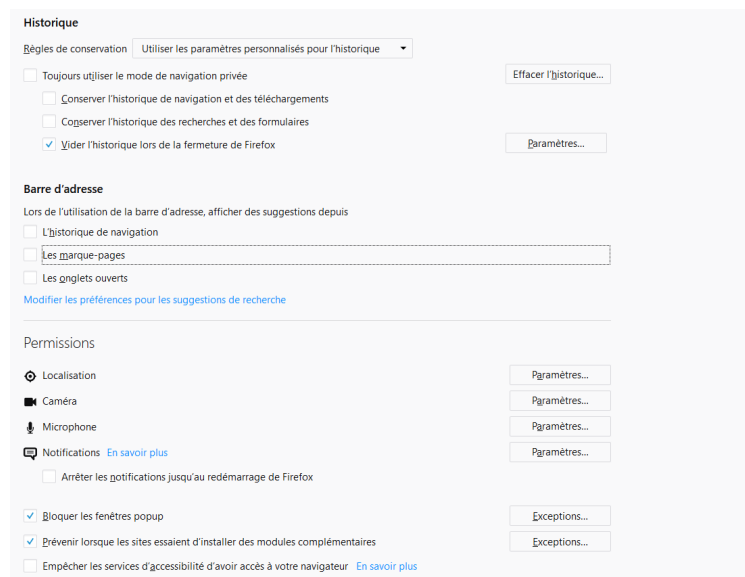 Historique
Règles de conservation Utiliser les paramètres personnalisés pour l'historique
Toujours utiliser le mode de navigation privée Effacer l'historique...
Conserver l'historique de navigation et des téléchargements
Conserver l'historique des recherches et des formulaires
Vider l'historique lors de la fermeture de Firefox Paramètres...
Barre d'adresse
Lors de l'utilisation de la barre d'adresse, afficher des suggestions depuis
L'historique de navigation
Les marque-pages
Les onglets ouverts
Modifier les préférences pour les suggestions de recherche
Permissions
Localisation Paramètres...
Caméra Paramètres...
Microphone Paramètres...
Notifications En savoir plus Paramètres...
Arrêter les notifications jusqu'au redémarrage de Firefox
Bloquer les fenêtres popup Exceptions...
Prévenir lorsque les sites essaient d'installer des modules complémentaires Exceptions...
Empêcher les services d'accessibilité d'avoir accès à votre navigateur En savoir plus